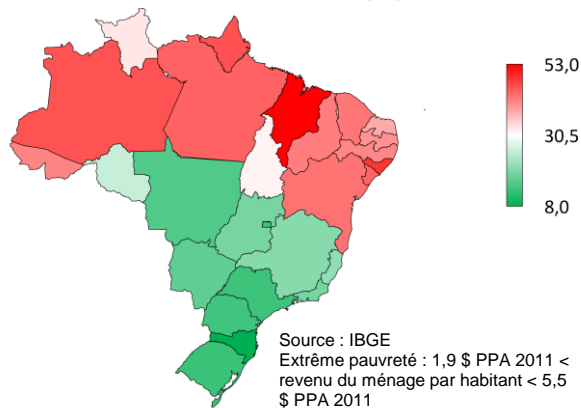 53,0
30,5
8,0
Source : IBGE
Extrême pauvreté : 1,9 $ PPA 2011 <
revenu du ménage par habitant < 5,5
$ PPA 2011